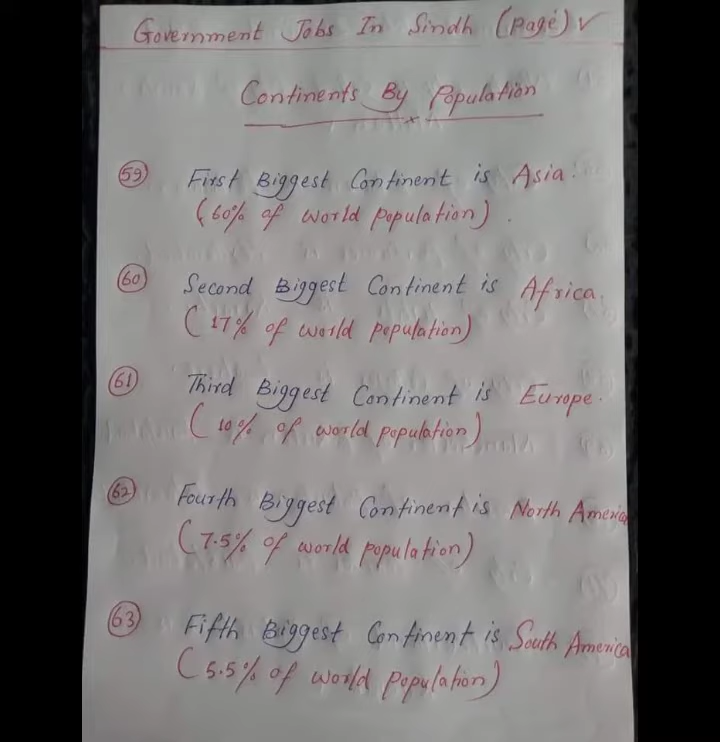 Government Jobs In Sindh (Page) ✓
Continents By Population
59 First Biggest Continent is Asia.
(60% of world population).
60 Second Biggest Continent is Africa.
(17% of world population)
61 Third Biggest Continent is Europe.
(10% of world population)
62 Fourth Biggest Continent is North America
(7.5% of world population)
63 Fifth Biggest Continent is South America
(5.5% of world population)